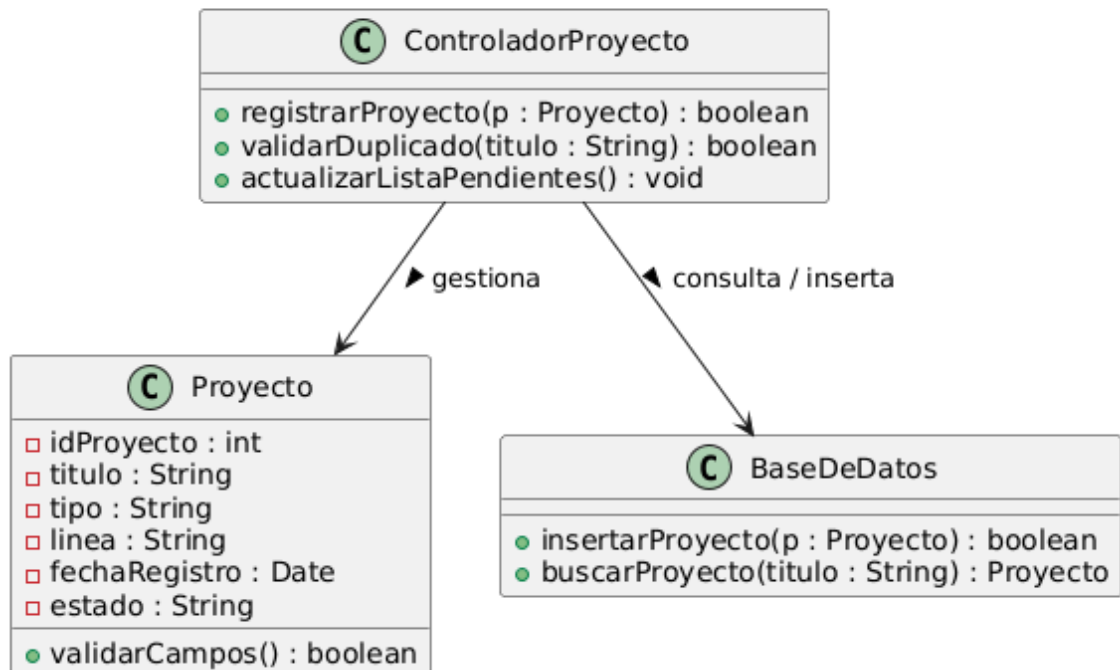 C ControladorProyecto
registrarProyecto(p : Proyecto) : boolean
validarDuplicado(titulo : String) : boolean
actualizarListaPendientes() : void
gestiona
consulta / inserta
C Proyecto
idProyecto : int
titulo : String
tipo : String
linea : String
fechaRegistro : Date
estado : String
validarCampos() : boolean
C BaseDeDatos
insertarProyecto(p : Proyecto) : boolean
buscarProyecto(titulo : String) : Proyecto